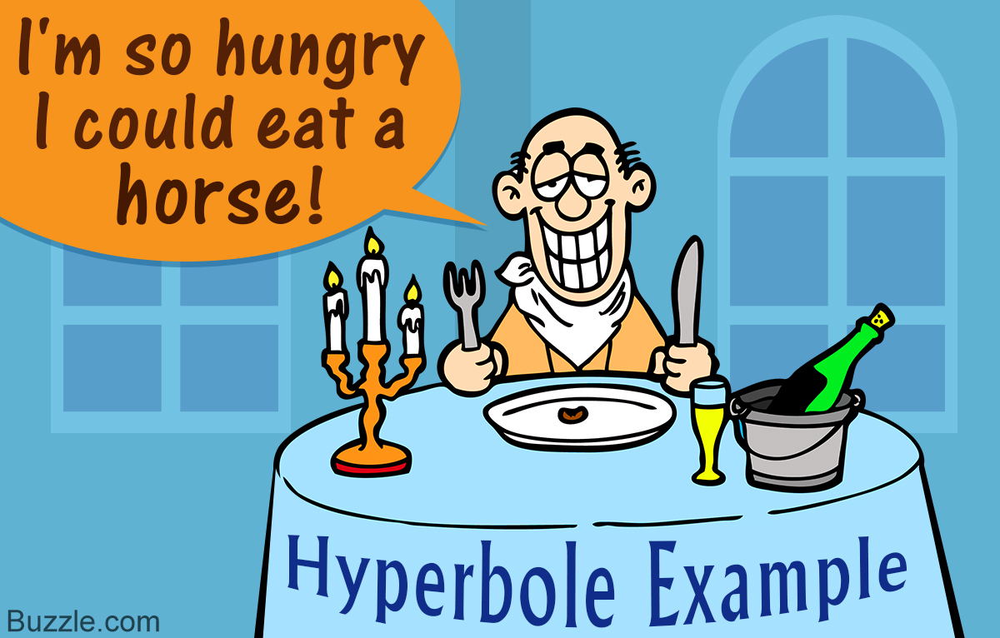 I'm so hungry
I could eat a
horse!
Hyperbole Example
Buzzle.com